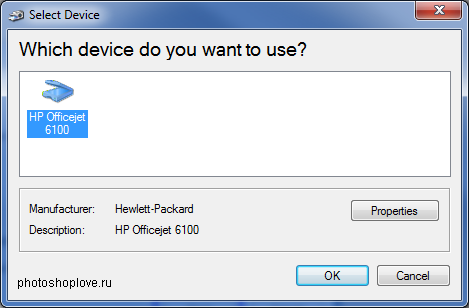 Select Device
Which device do you want to use?
HP Officejet
6100
Manufacturer: Hewlett-Packard
Properties
Description: HP Officejet 6100
OK
Cancel
photoshoplove.ru